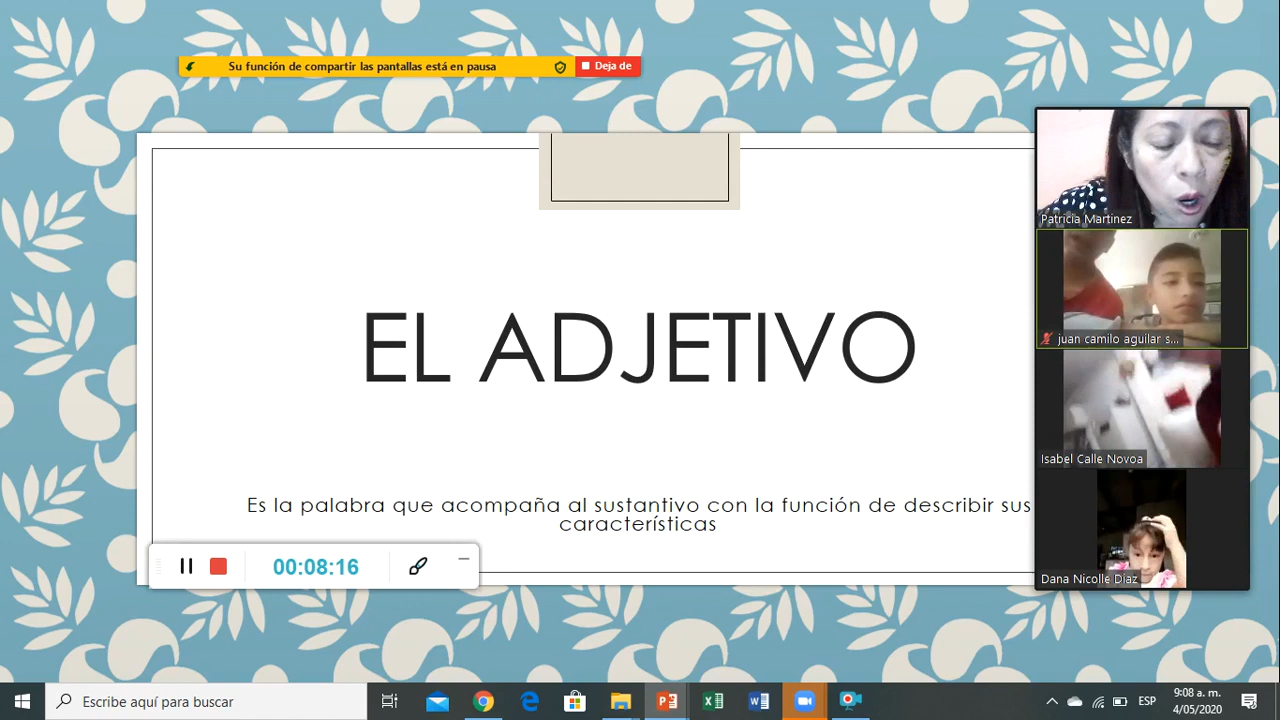 Su función de compartir las pantallas está en pausa
Deja de
EL ADJETIVO
Es la palabra que acompaña al sustantivo con la función de describir sus
características
00:08:16
Patricia Martinez
juan camilo aguilar s...
Isabel Calle Novoa
Dana Nicolle Diaz
Escribe aquí para buscar
ESP
9:08 a. m.
4/05/2020